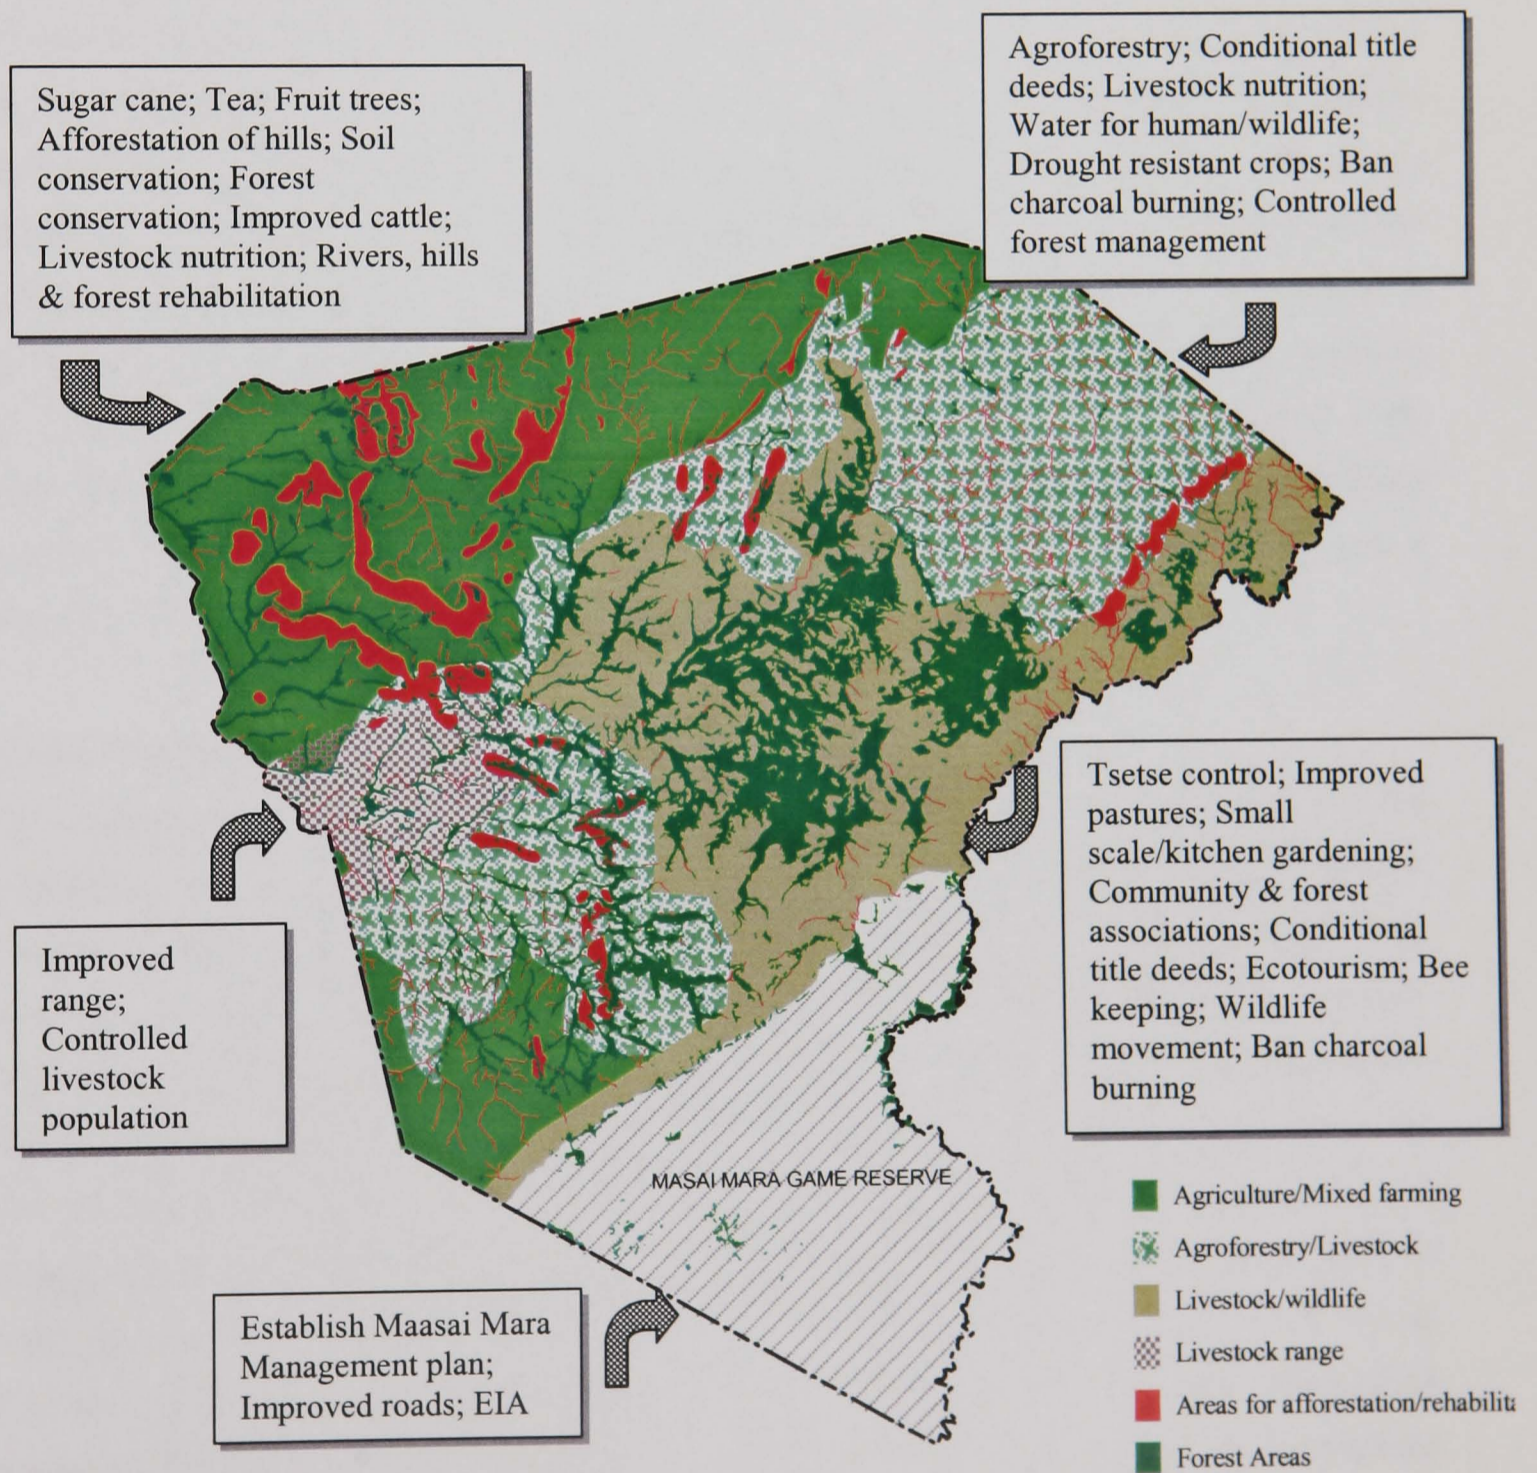 Sugar cane; Tea; Fruit trees;
Afforestation of hills; Soil
conservation; Forest
conservation; Improved cattle;
Livestock nutrition; Rivers, hills
& forest rehabilitation
Agroforestry; Conditional title
deeds; Livestock nutrition;
Water for human/wildlife;
Drought resistant crops; Ban
charcoal burning; Controlled
forest management
Tsetse control; Improved
pastures; Small
scale/kitchen gardening;
Community & forest
associations; Conditional
title deeds; Ecotourism; Bee
keeping; Wildlife
movement; Ban charcoal
burning
Improved
range;
Controlled
livestock
population
MASAI MARA GAME RESERVE
Establish Maasai Mara
Management plan;
Improved roads; EIA
Agriculture/Mixed farming
Agroforestry/Livestock
Livestock/wildlife
Livestock range
Areas for afforestation/rehabilita
Forest Areas